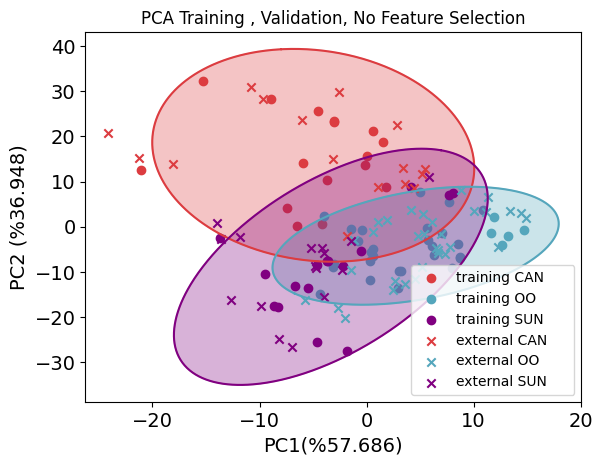 PCA Training , Validation, No Feature Selection
PC2 (%36.948)
40
30
20
10
0
−10
−20
−30
−20
−10
0
10
20
PC1(%57.686)
training CAN
training OO
training SUN
external CAN
external OO
external SUN